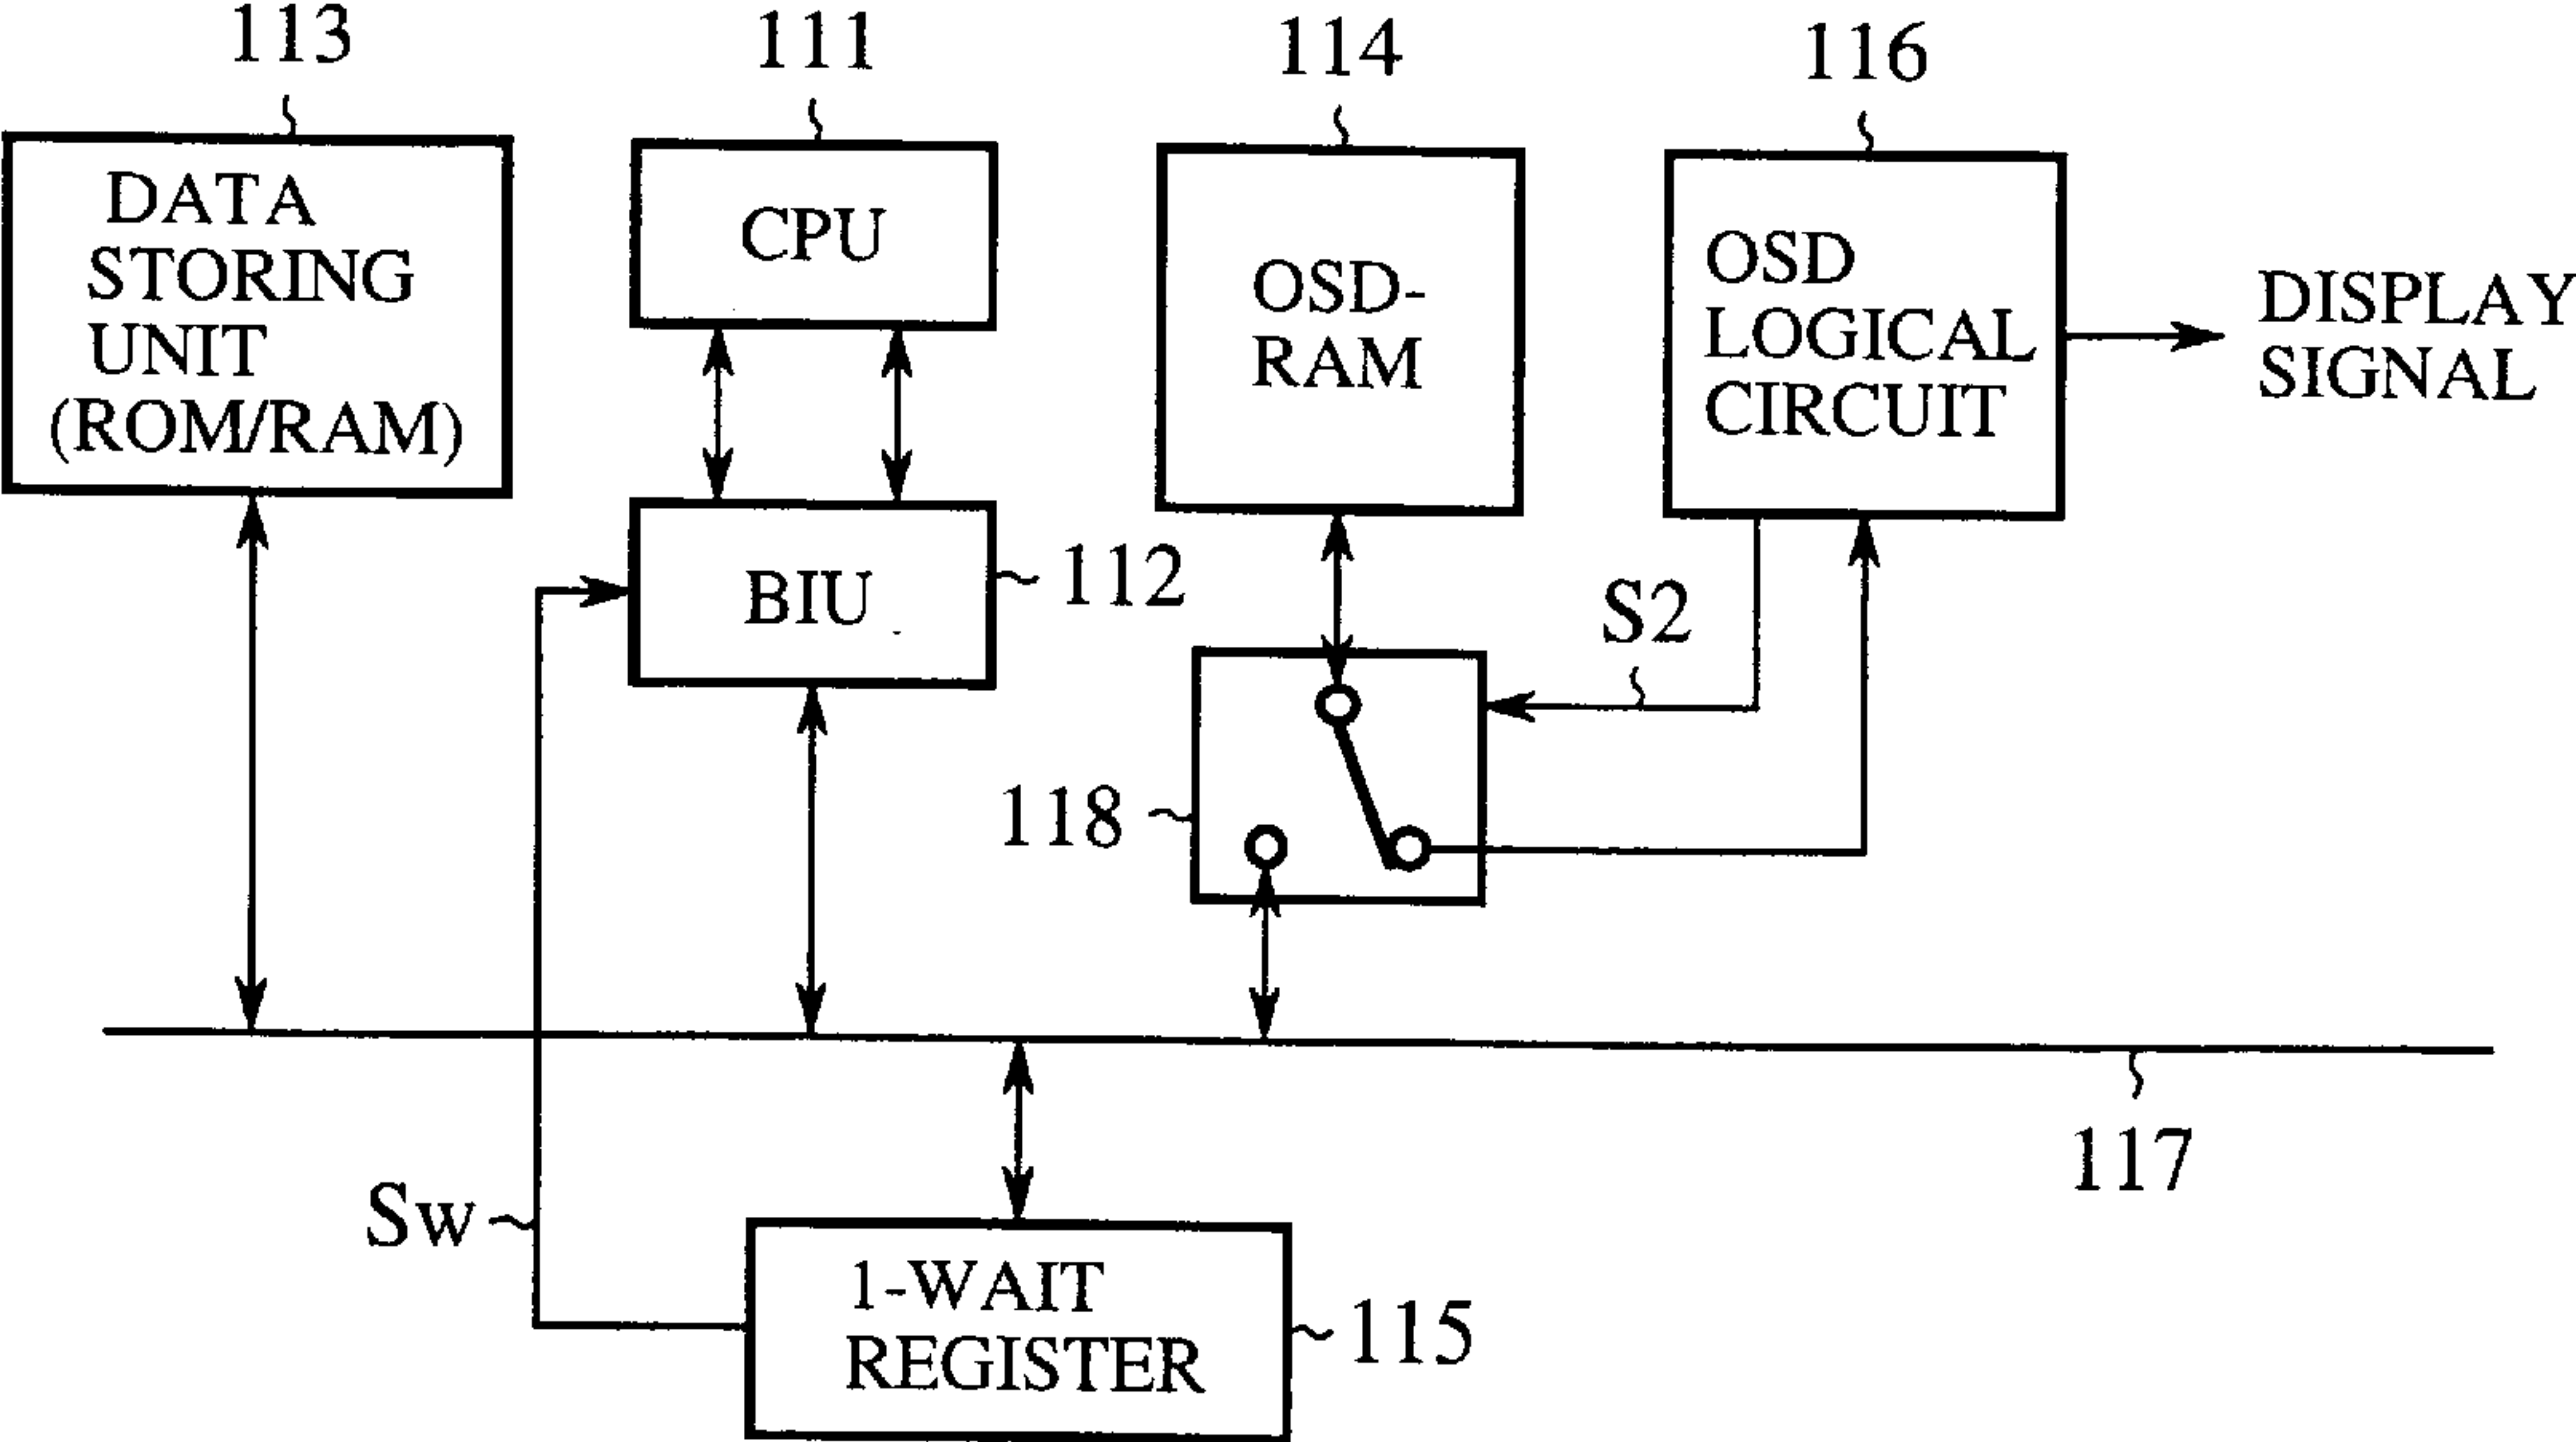 113
111
114
116
DATA
STORING
UNIT
(ROM/RAM)
CPU
OSD-
RAM
OSD
LOGICAL
CIRCUIT
DISPLAY
SIGNAL
BIU
112
S2
118
117
Sw
1-WAIT
REGISTER
115